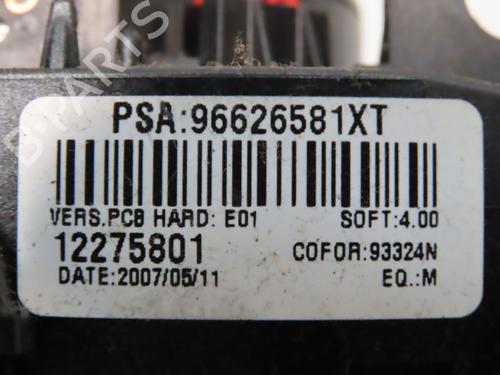 PSA:96626581XT
VERS.PCB HARD: E01 SOFT:4.00
12275801 COFOR:93324N
DATE:2007/05/11 EQ.:M